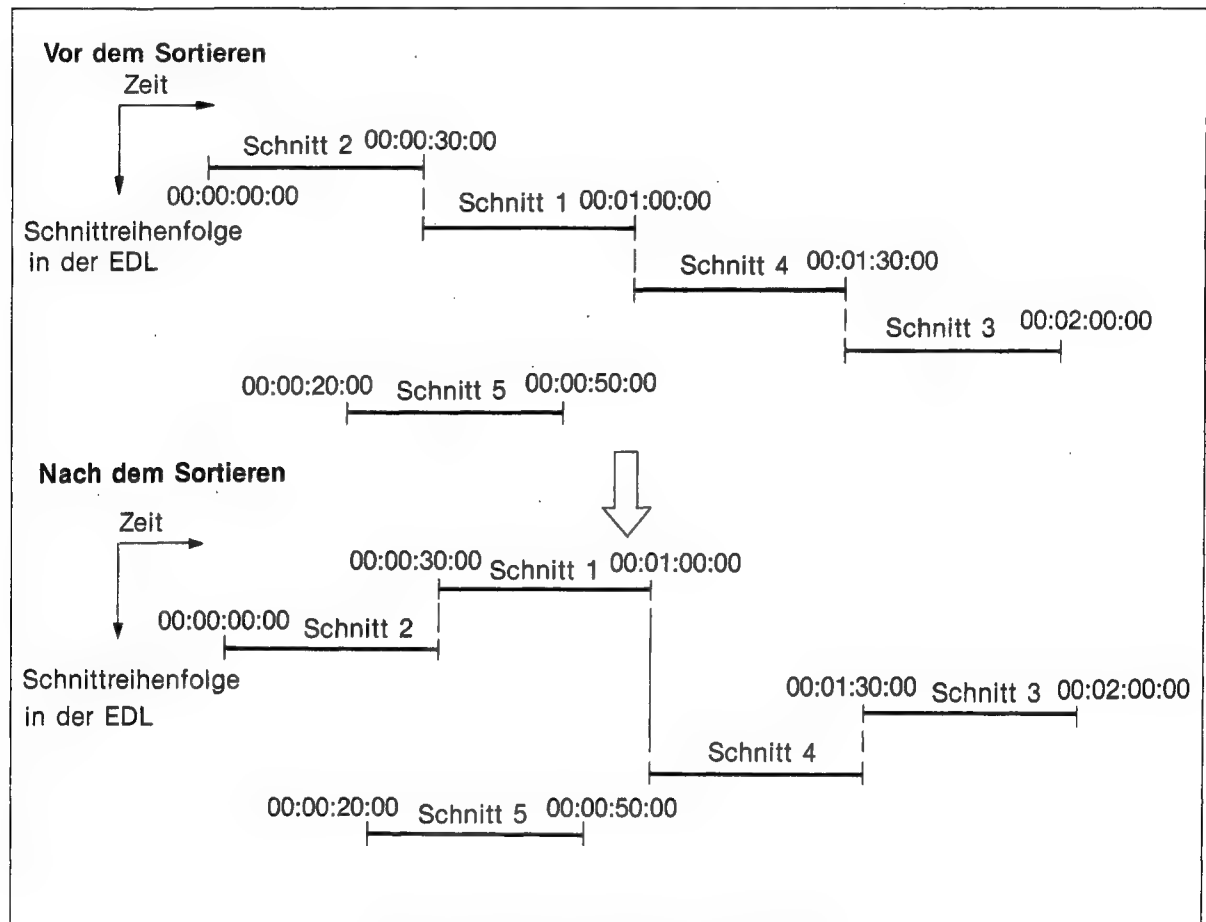 Vor dem Sortieren
Zeit
Schnitt 2 00:00:30:00
00:00:00:00
Schnitt 1 00:01:00:00
Schnittreihenfolge
in der EDL
Schnitt 4 00:01:30:00
Schnitt 3 00:02:00:00
00:00:20:00 Schnitt 5 00:00:50:00
Nach dem Sortieren
Zeit
00:00:30:00 Schnitt 1 00:01:00:00
00:00:00:00 Schnitt 2
Schnittreihenfolge
in der EDL
00:01:30:00 Schnitt 3 00:02:00:00
Schnitt 4
00:00:20:00 Schnitt 5 00:00:50:00